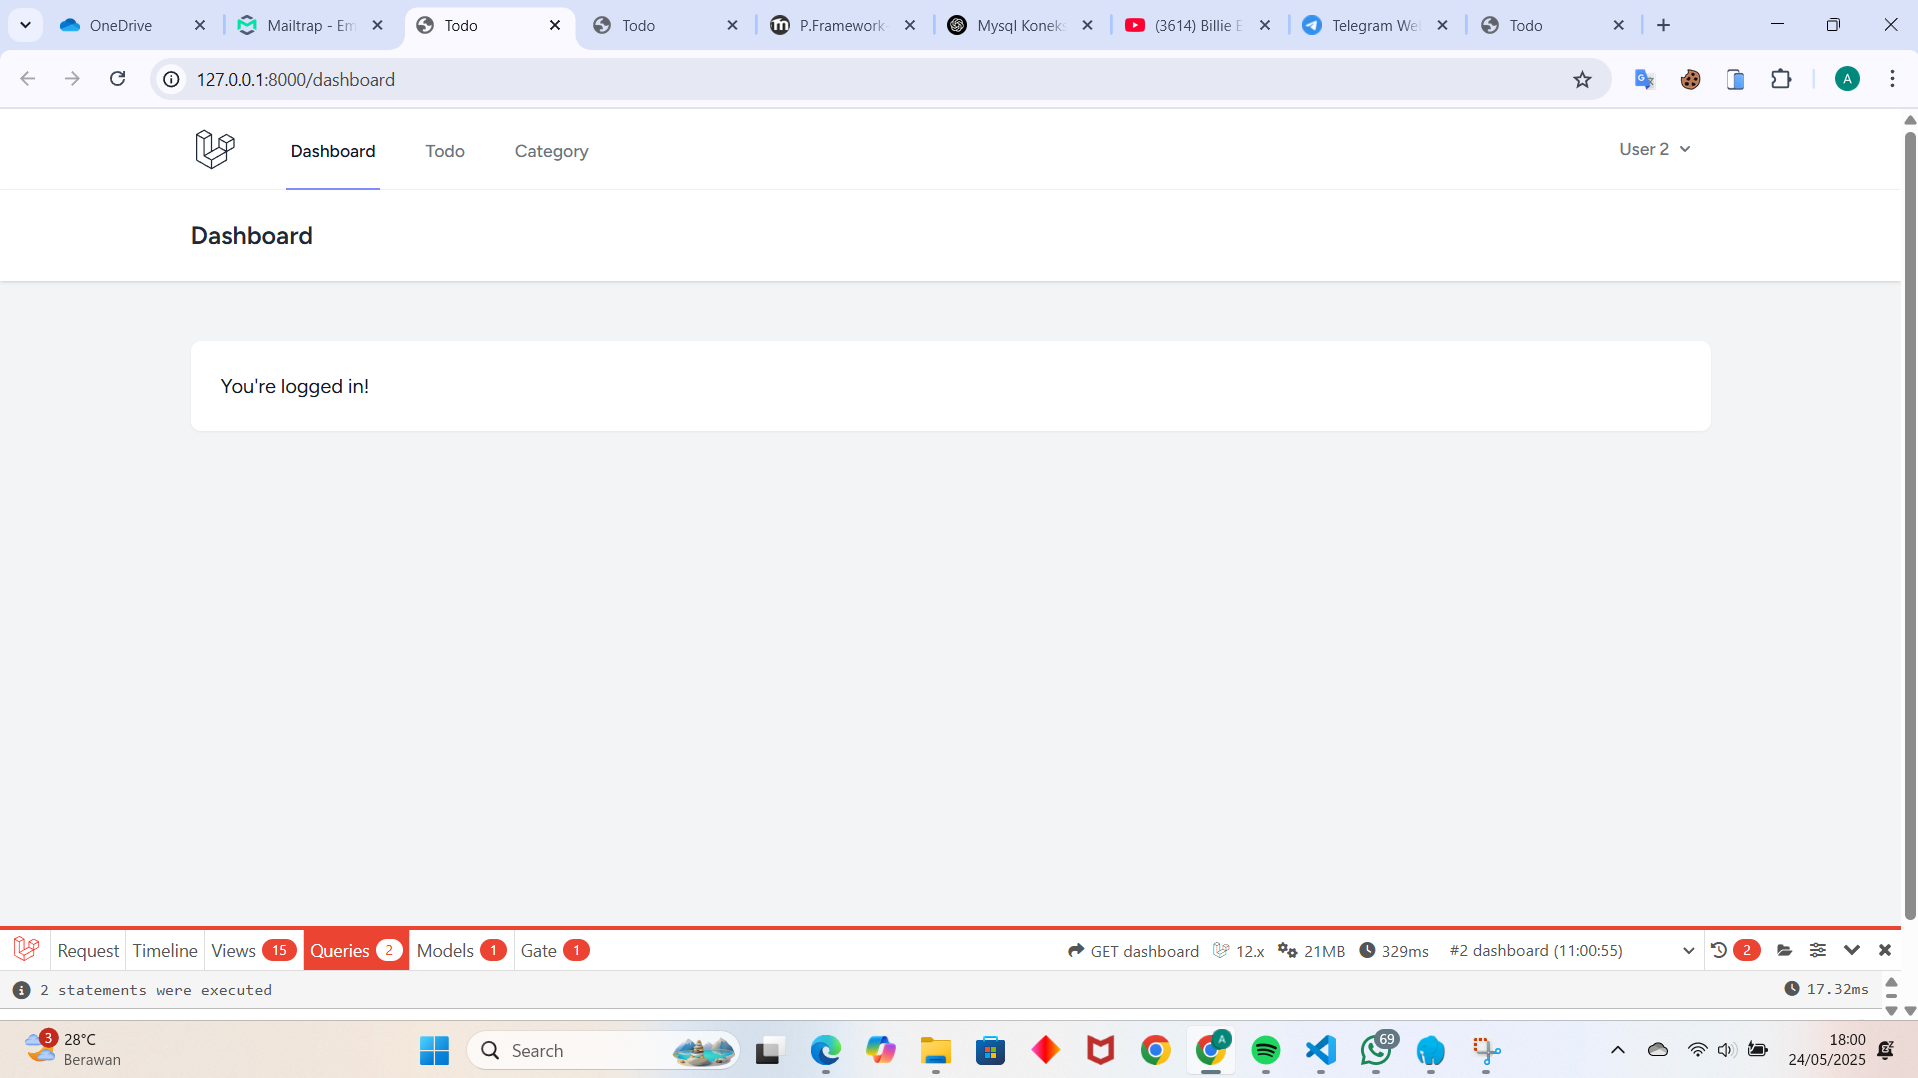 OneDrive
Mailtrap - Em
Todo
Todo
P.Framework-
Mysql Koneks
(3614) Billie E
Telegram We
Todo
127.0.0.1:8000/dashboard
A
Dashboard
Todo
Category
User 2
Dashboard
You're logged in!
Request
Timeline
Views 15
Queries 2
Models 1
Gate 1
GET dashboard
12.x
21MB
329ms
#2 dashboard (11:00:55)
2
2 statements were executed
17.32ms
3
28°C
Berawan
Search
A
69
18:00
24/05/2025